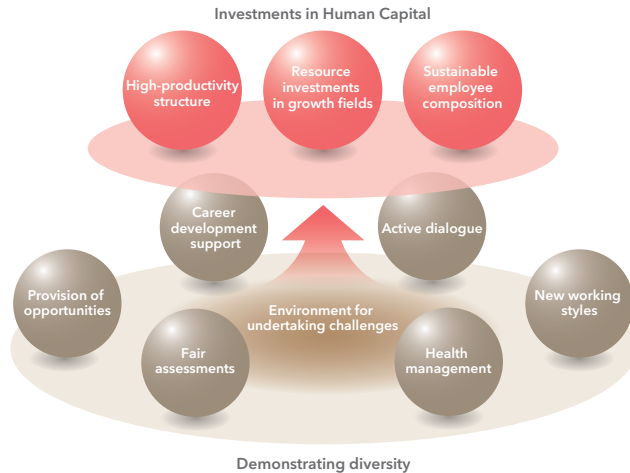 Investments in Human Capital
High-productivity
structure
Resource
investments
in growth fields
Sustainable
employee
composition
Career
development
support
Active dialogue
Provision of
opportunities
Environment for
undertaking challenges
New working
styles
Fair
assessments
Health
management
Demonstrating diversity